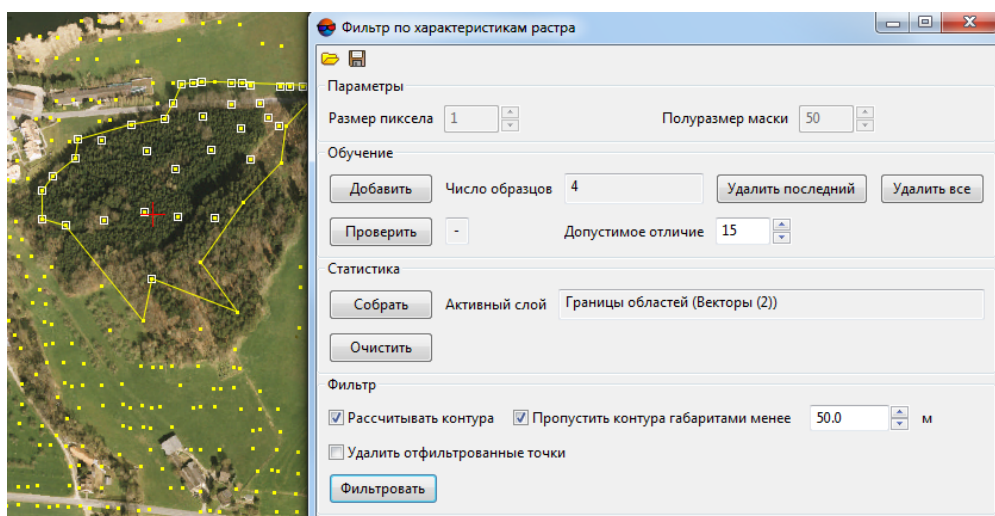 Фильтр по характеристикам растра
Параметры
Размер пиксела 1 Полуразмер маски 50
Обучение
Добавить Число образцов 4 Удалить последний Удалить все
Проверить - Допустимое отличие 15
Статистика
Собрать Активный слой Границы областей (Векторы (2))
Очистить
Фильтр
Рассчитывать контура Пропустить контура габаритами менее 50.0 м
Удалить отфильтрованные точки
Фильтровать